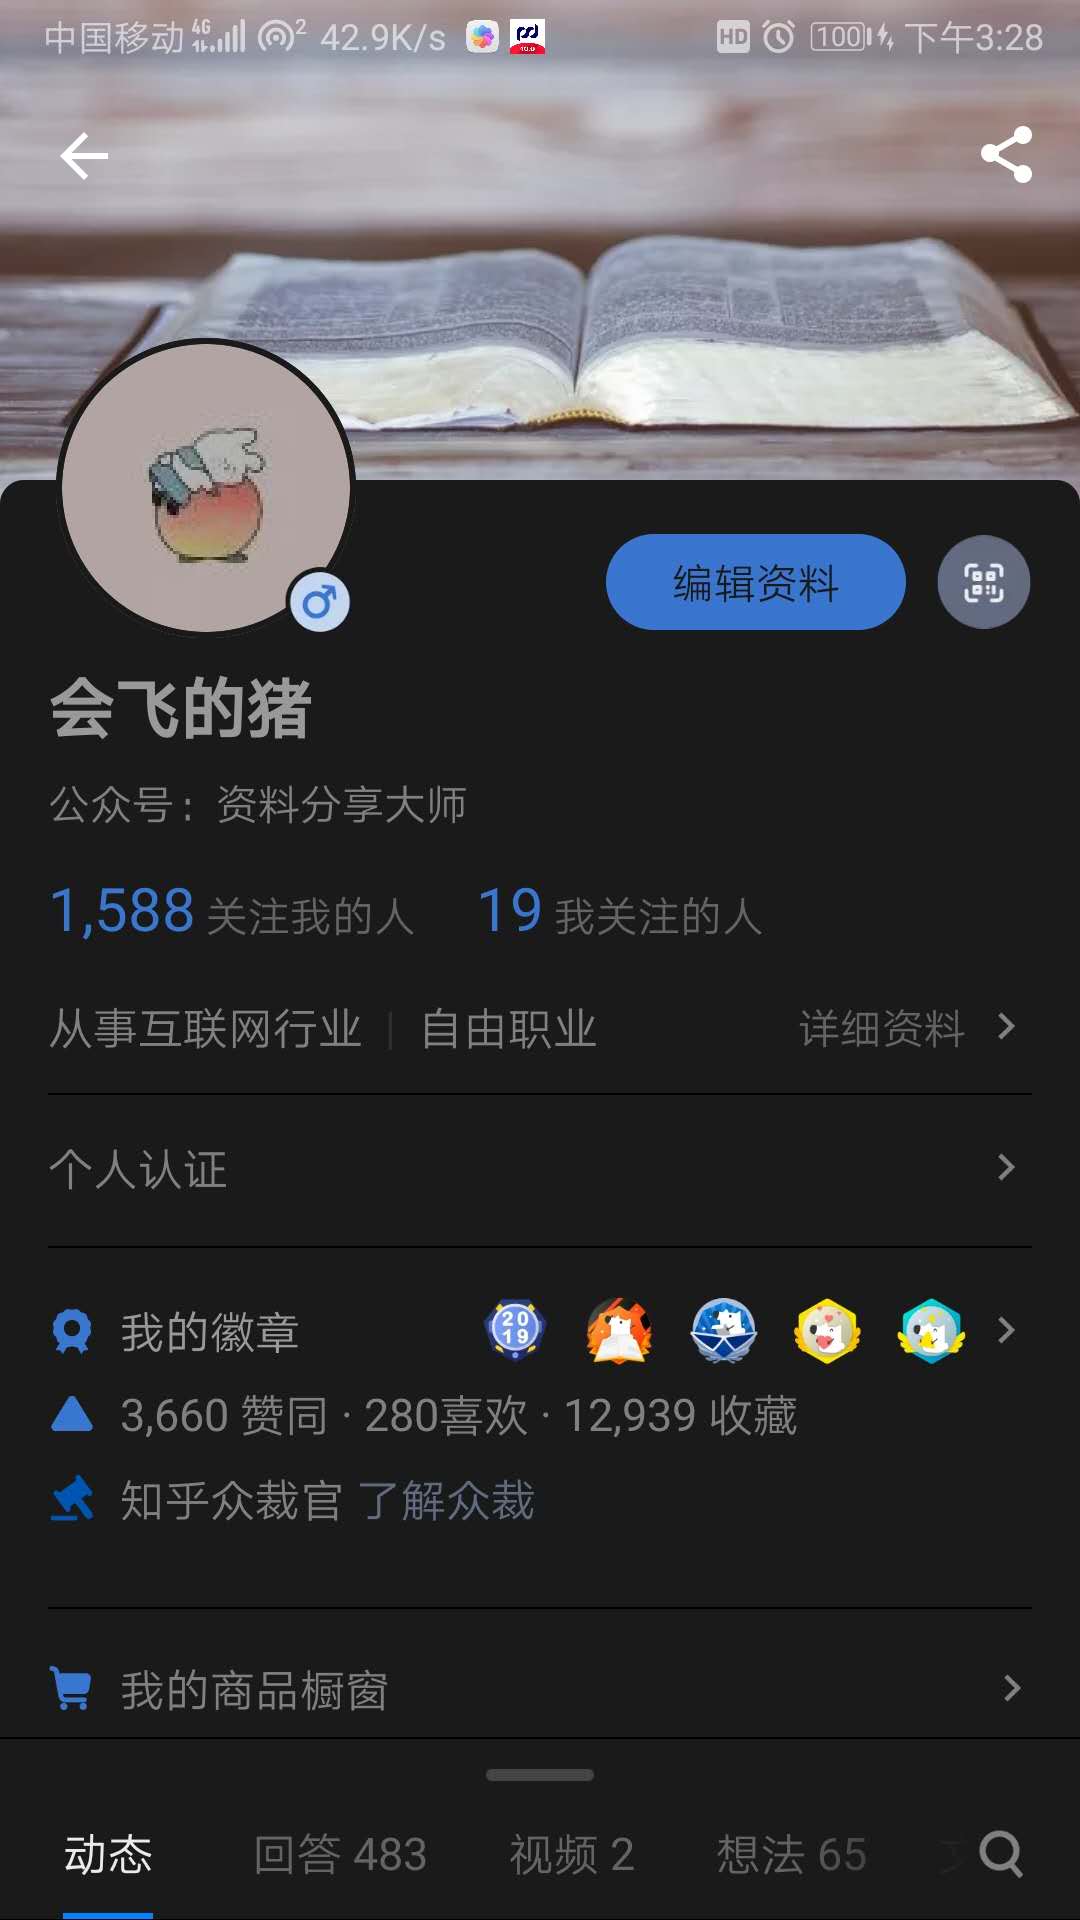 中国移动 4G 2 42.9K/s 10.0 HD 100 下午3:28
编辑资料
会飞的猪
公众号：资料分享大师
1,588 关注我的人 19 我关注的人
从事互联网行业 | 自由职业 详细资料
个人认证
我的徽章 2019
3,660 赞同 · 280喜欢 · 12,939 收藏
知乎众裁官 了解众裁
我的商品橱窗
动态 回答 483 视频 2 想法 65